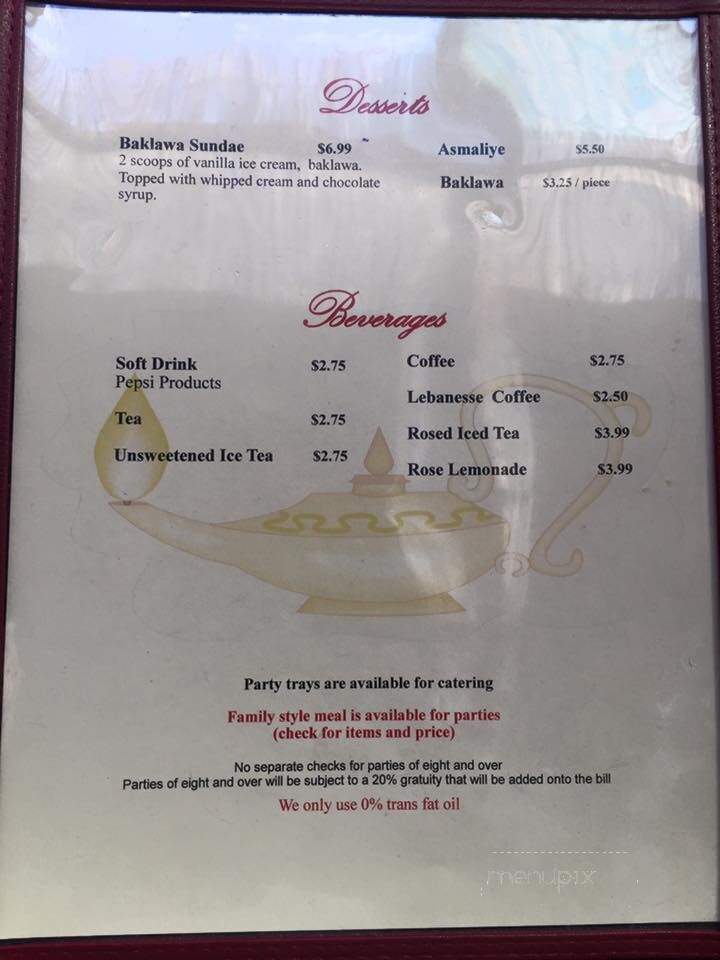 Desserts
Baklawa Sundae $6.99
2 scoops of vanilla ice cream, baklawa.
Topped with whipped cream and chocolate
syrup.
Asmaliye $5.50
Baklawa $3.25 / piece
Beverages
Soft Drink $2.75
Pepsi Products
Tea $2.75
Unsweetened Ice Tea $2.75
Coffee $2.75
Lebanesse Coffee $2.50
Rosed Iced Tea $3.99
Rose Lemonade $3.99
Party trays are available for catering
Family style meal is available for parties
(check for items and price)
No separate checks for parties of eight and over
Parties of eight and over will be subject to a 20% gratuity that will be added onto the bill
We only use 0% trans fat oil
menupix